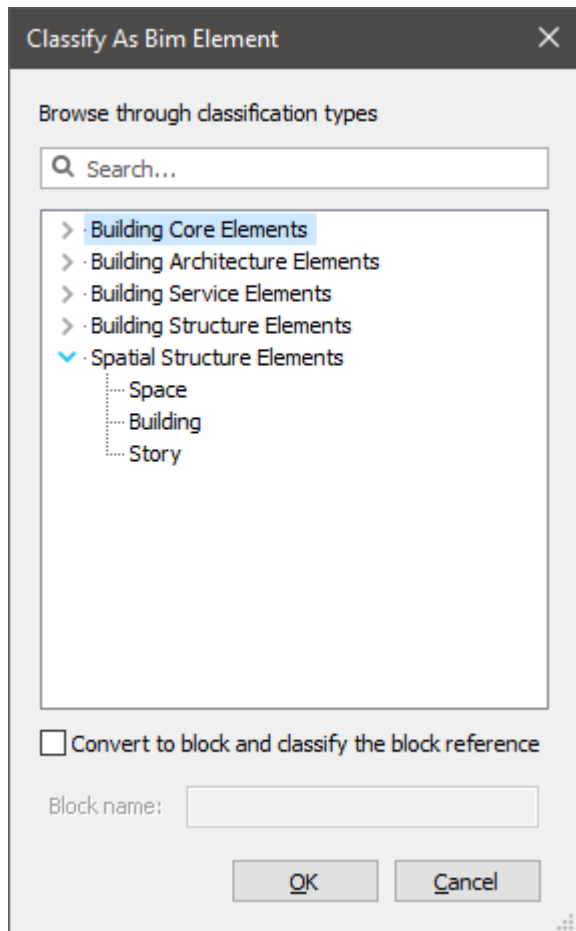 Classify As Bim Element
Browse through classification types
Search...
Building Core Elements
Building Architecture Elements
Building Service Elements
Building Structure Elements
Spatial Structure Elements
Space
Building
Story
Convert to block and classify the block reference
Block name:
OK Cancel